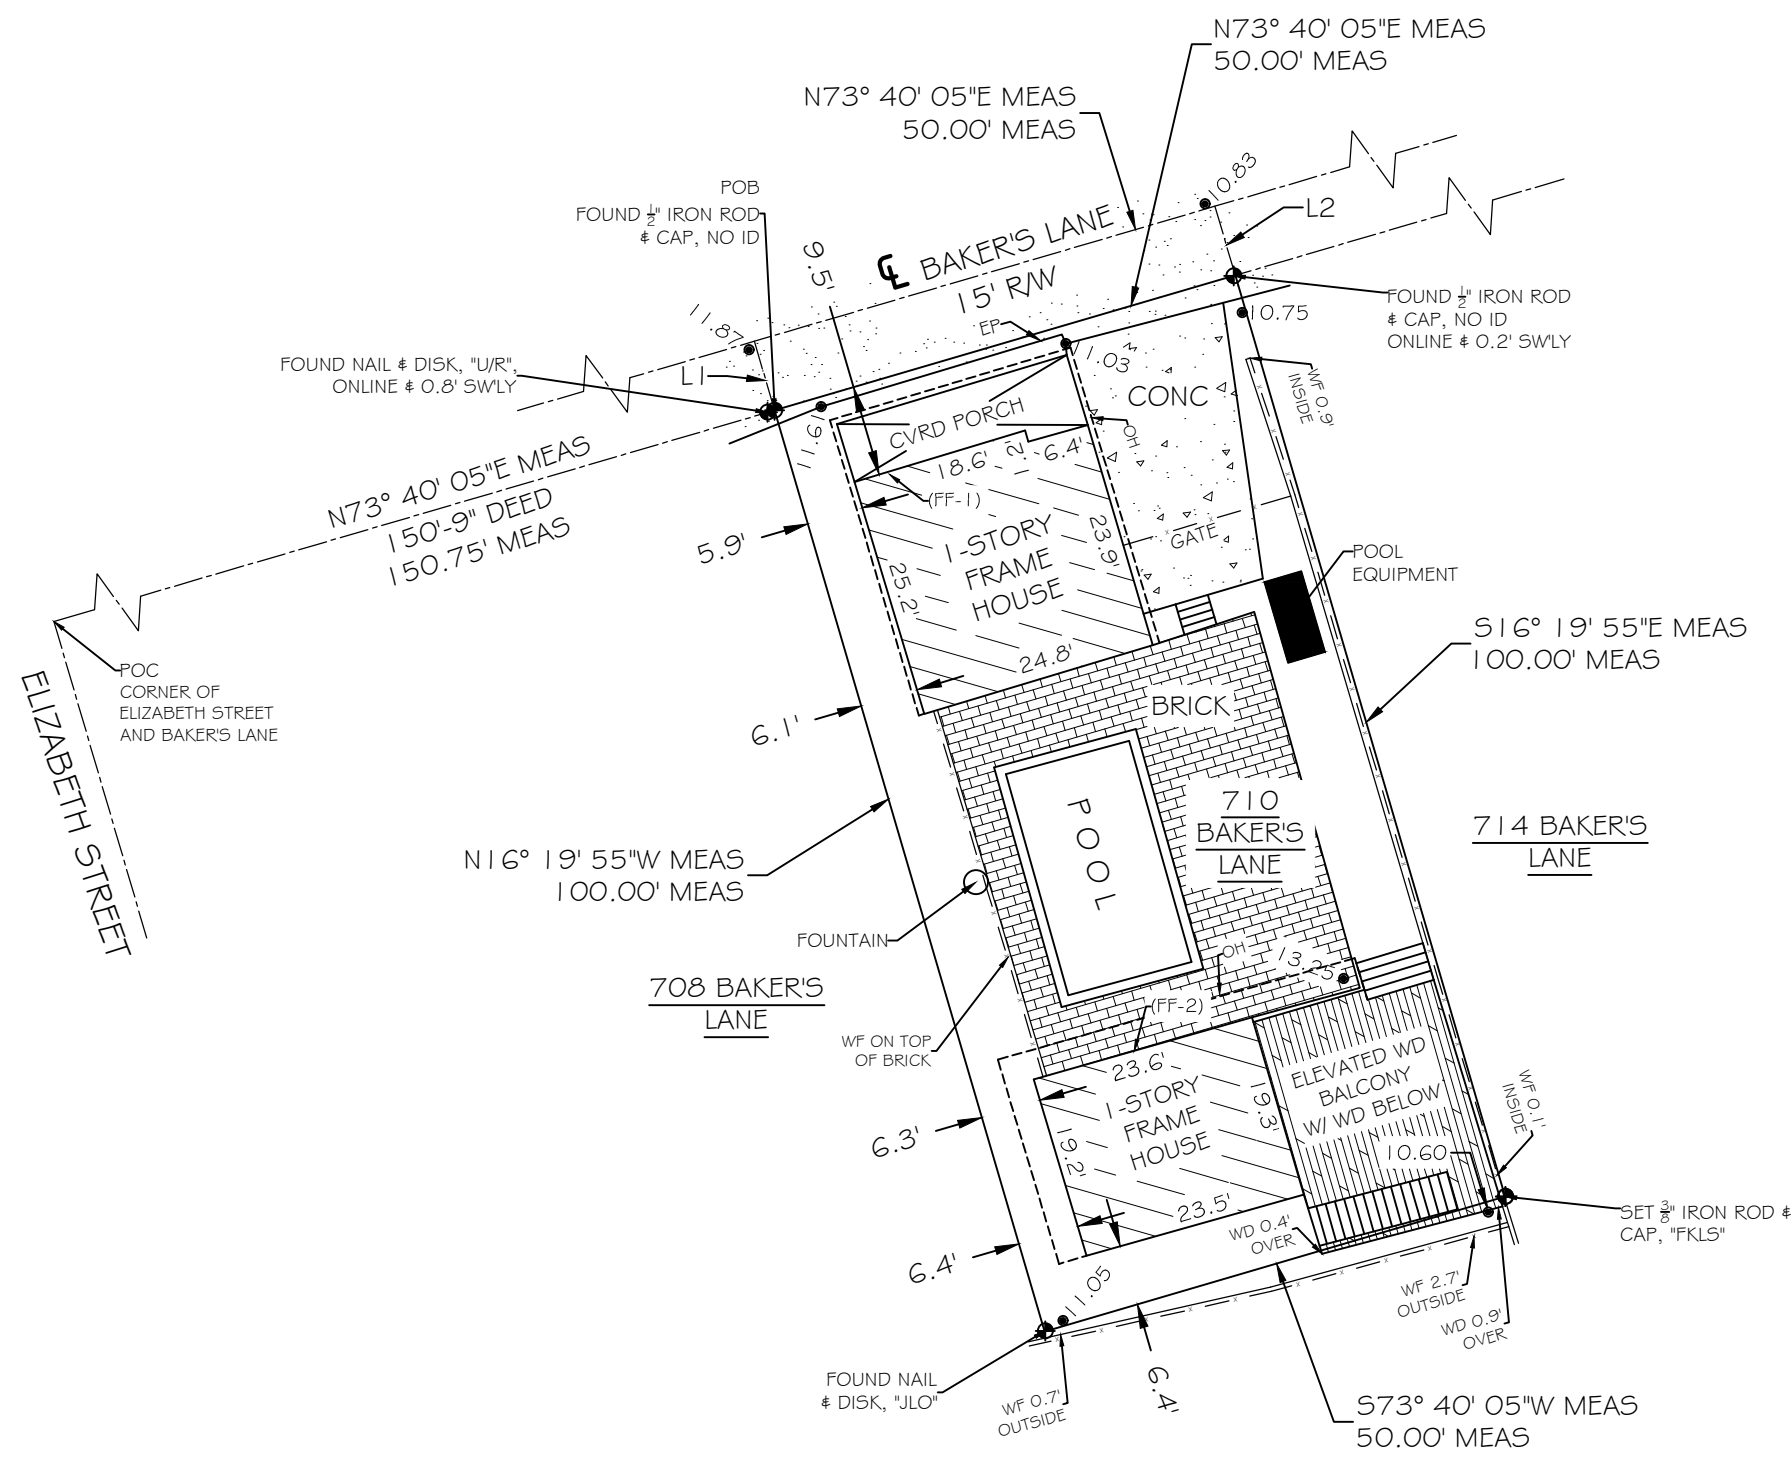 N73° 40' 05"E MEAS
50.00' MEAS
N73° 40' 05"E MEAS
50.00' MEAS
POB
FOUND ½" IRON ROD
& CAP, NO ID
9.5'
℄ BAKER'S LANE
15' R/W
10.83
L2
FOUND ½" IRON ROD
& CAP, NO ID
ONLINE & 0.2' SW'LY
10.75
EP
11.87
L1
FOUND NAIL & DISK, "U/R",
ONLINE & 0.8' SW'LY
11.03
CONC
WF 0.9'
INSIDE
11.91
CVRD PORCH
OH
18.6'
.2'
6.4'
(FF-1)
N73° 40' 05"E MEAS
150'-9" DEED
150.75' MEAS
5.9'
1-STORY
FRAME
HOUSE
23.9'
25.2'
24.8'
GATE
POOL
EQUIPMENT
S16° 19' 55"E MEAS
100.00' MEAS
POC
CORNER OF
ELIZABETH STREET
AND BAKER'S LANE
ELIZABETH STREET
6.1'
BRICK
POOL
710
BAKER'S
LANE
714 BAKER'S
LANE
N16° 19' 55"W MEAS
100.00' MEAS
FOUNTAIN
708 BAKER'S
LANE
WF ON TOP
OF BRICK
OH
13.25
(FF-2)
23.6'
1-STORY
FRAME
HOUSE
19.3'
19.2'
23.5'
ELEVATED WD
BALCONY
W/ WD BELOW
10.60
WF 0.1'
INSIDE
6.3'
6.4'
SET ⅜" IRON ROD &
CAP, "FKLS"
WD 0.4'
OVER
WF 2.7'
OUTSIDE
WD 0.9'
OVER
11.05
FOUND NAIL
& DISK, "JLO"
WF 0.7'
OUTSIDE
6.4'
S73° 40' 05"W MEAS
50.00' MEAS